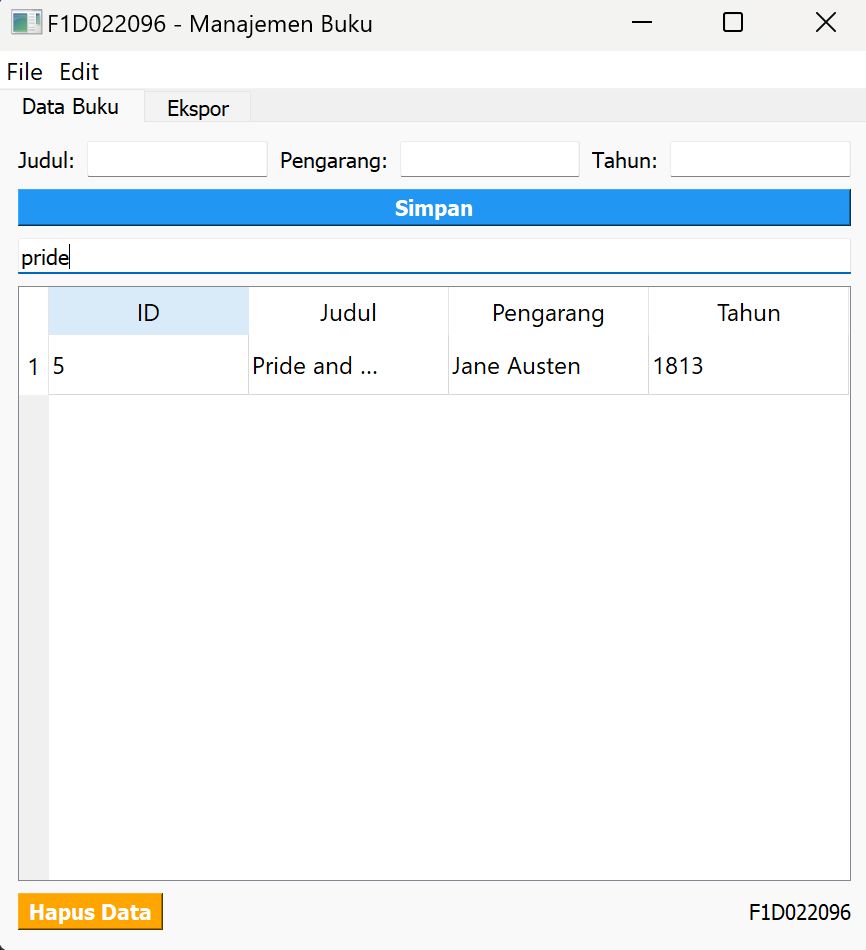 F1D022096 - Manajemen Buku
File Edit
Data Buku Ekspor
Judul: Pengarang: Tahun:
Simpan
pride
ID Judul Pengarang Tahun
1 5 Pride and ... Jane Austen 1813
Hapus Data F1D022096